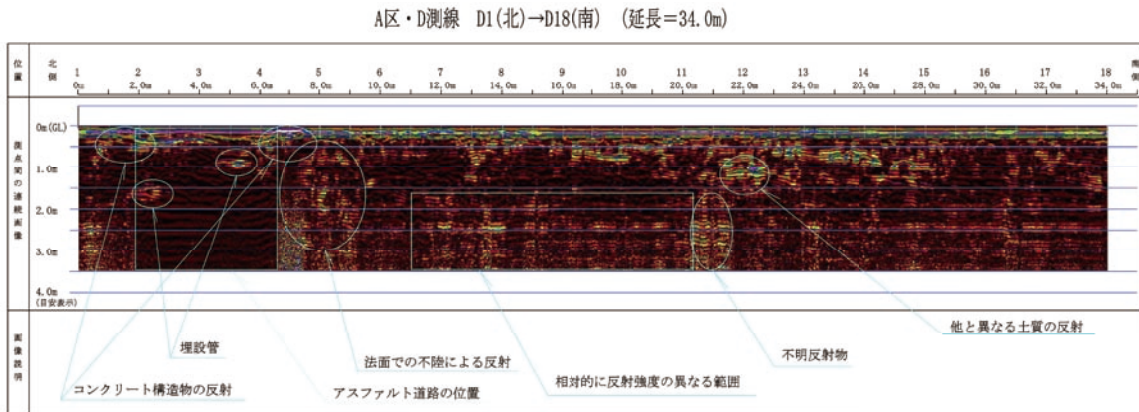 A区・D測線 D1(北)→D18(南) (延長=34.0m)
位置 北側 1 2 3 4 5 6 7 8 9 10 11 12 13 14 15 16 17 18 南側
0m 2.0m 4.0m 6.0m 8.0m 10.0m 12.0m 14.0m 16.0m 18.0m 20.0m 22.0m 24.0m 26.0m 28.0m 30.0m 32.0m 34.0m
測点間の連続画像
0m(GL)
1.0m
2.0m
3.0m
4.0m
(目安表示)
画像説明
他と異なる土質の反射
埋設管
法面での不陸による反射
不明反射物
コンクリート構造物の反射
アスファルト道路の位置
相対的に反射強度の異なる範囲